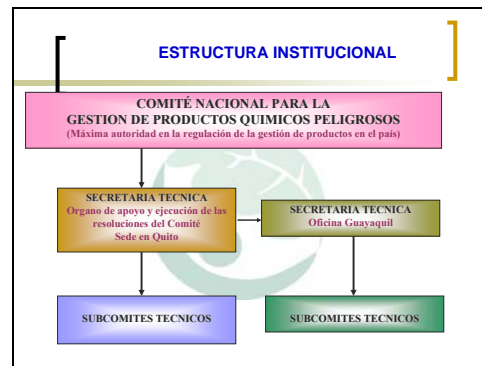 ESTRUCTURA INSTITUCIONAL
COMITÉ NACIONAL PARA LA
GESTION DE PRODUCTOS QUIMICOS PELIGROSOS
(Máxima autoridad en la regulación de la gestión de productos en el país)
SECRETARIA TECNICA
Organo de apoyo y ejecución de las
resoluciones del Comité
Sede en Quito
SECRETARIA TECNICA
Oficina Guayaquil
SUBCOMITES TECNICOS
SUBCOMITES TECNICOS